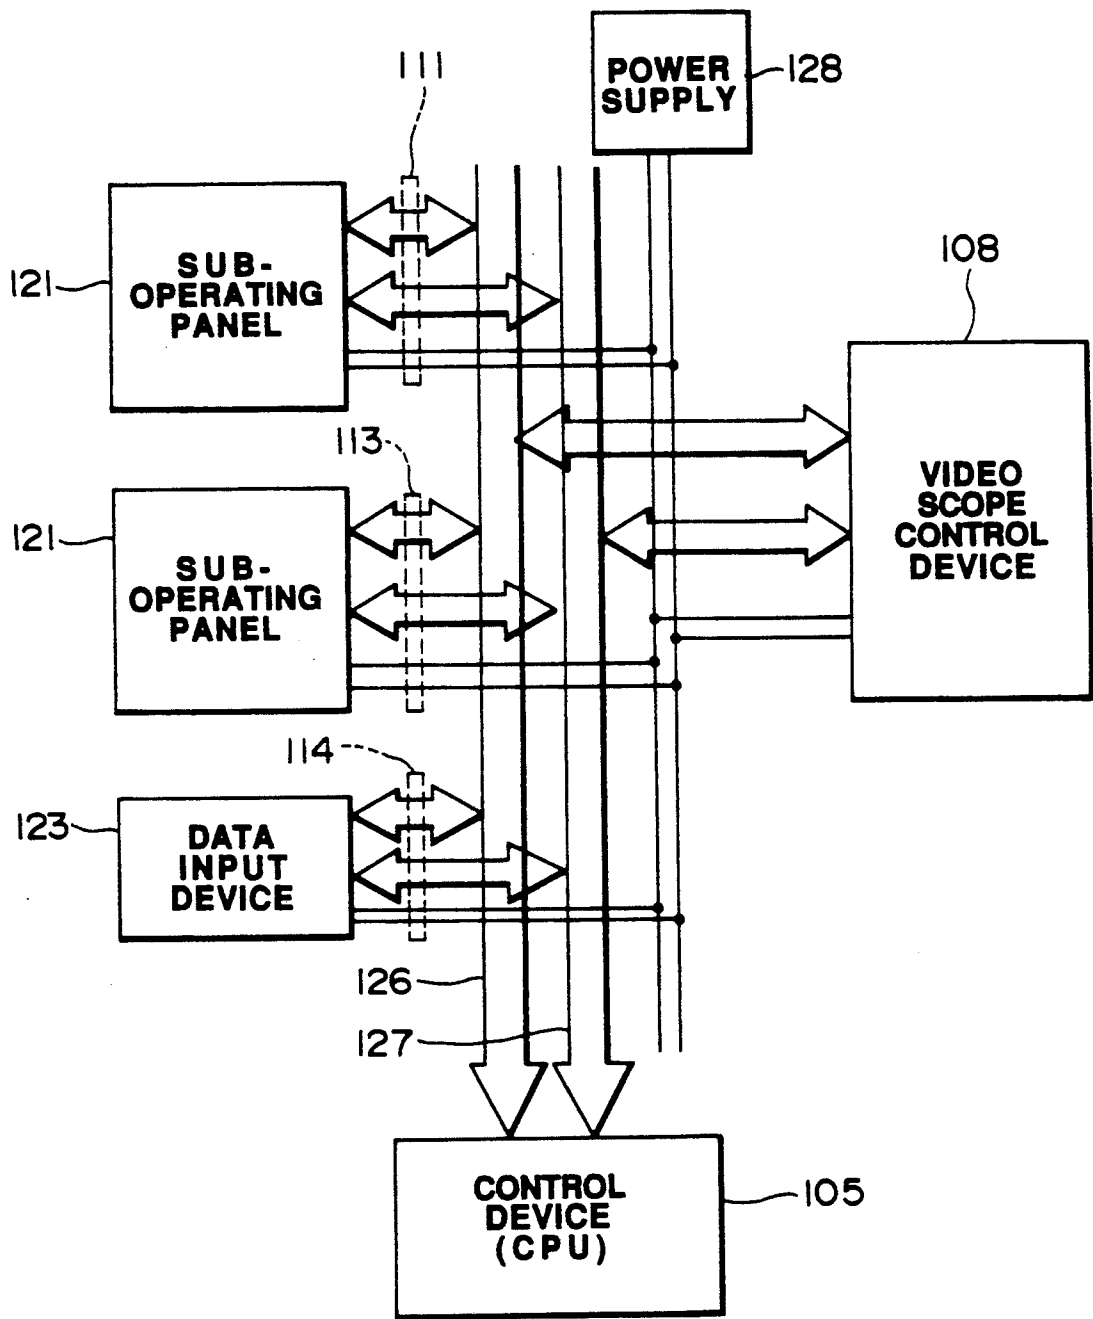 111
POWER
SUPPLY
128
121
SUB-
OPERATING
PANEL
108
113
VIDEO
SCOPE
CONTROL
DEVICE
121
SUB-
OPERATING
PANEL
114
123
DATA
INPUT
DEVICE
126
127
CONTROL
DEVICE
(CPU)
105